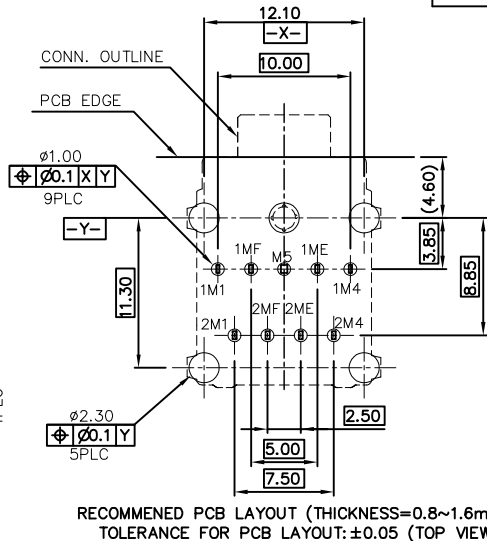 12.10
-X-
CONN. OUTLINE
10.00
PCB EDGE
ø1.00
⌖ Ø0.1 X Y
9PLC
(4.60)
-Y-
3.85
1MF M5 1ME
8.85
1M1 1M4
11.30
2M1 2MF 2ME 2M4
ø2.30
⌖ Ø0.1 Y
5PLC
2.50
5.00
7.50
RECOMMENED PCB LAYOUT (THICKNESS=0.8~1.6m
TOLERANCE FOR PCB LAYOUT:±0.05 (TOP VIEW